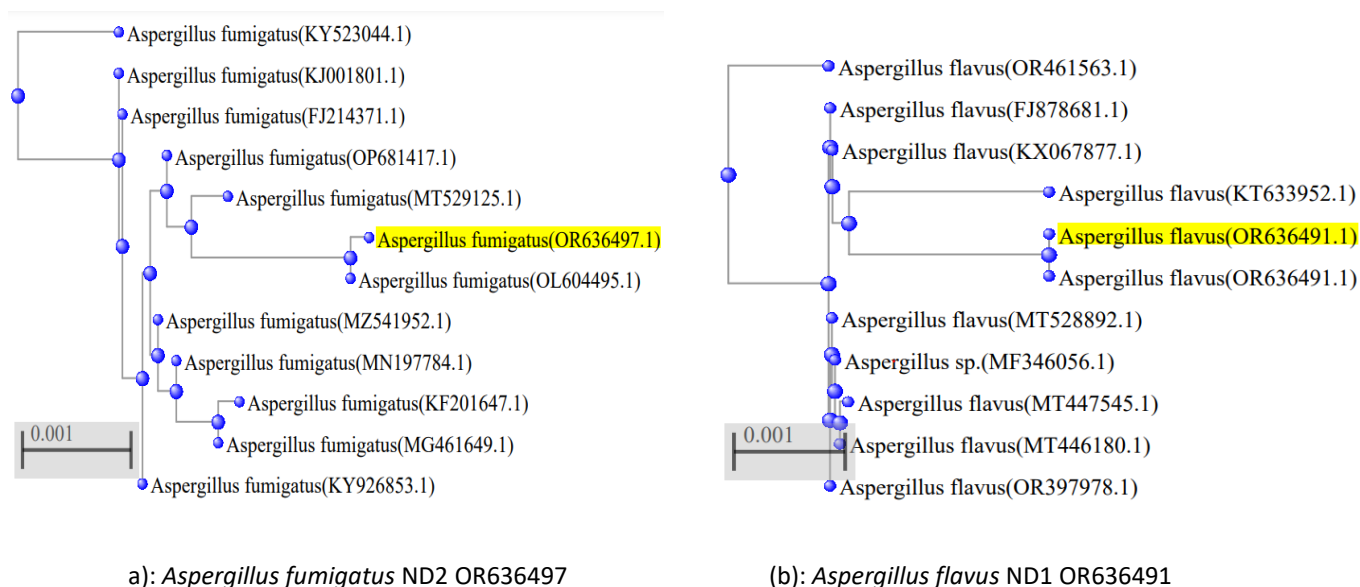 Aspergillus fumigatus(KY523044.1)
Aspergillus fumigatus(KJ001801.1)
Aspergillus fumigatus(FJ214371.1)
Aspergillus fumigatus(OP681417.1)
Aspergillus fumigatus(MT529125.1)
Aspergillus fumigatus(OR636497.1)
Aspergillus fumigatus(OL604495.1)
Aspergillus fumigatus(MZ541952.1)
Aspergillus fumigatus(MN197784.1)
Aspergillus fumigatus(KF201647.1)
Aspergillus fumigatus(MG461649.1)
Aspergillus fumigatus(KY926853.1)
0.001
a): Aspergillus fumigatus ND2 OR636497
Aspergillus flavus(OR461563.1)
Aspergillus flavus(FJ878681.1)
Aspergillus flavus(KX067877.1)
Aspergillus flavus(KT633952.1)
Aspergillus flavus(OR636491.1)
Aspergillus flavus(OR636491.1)
Aspergillus flavus(MT528892.1)
Aspergillus sp.(MF346056.1)
Aspergillus flavus(MT447545.1)
Aspergillus flavus(MT446180.1)
Aspergillus flavus(OR397978.1)
0.001
(b): Aspergillus flavus ND1 OR636491